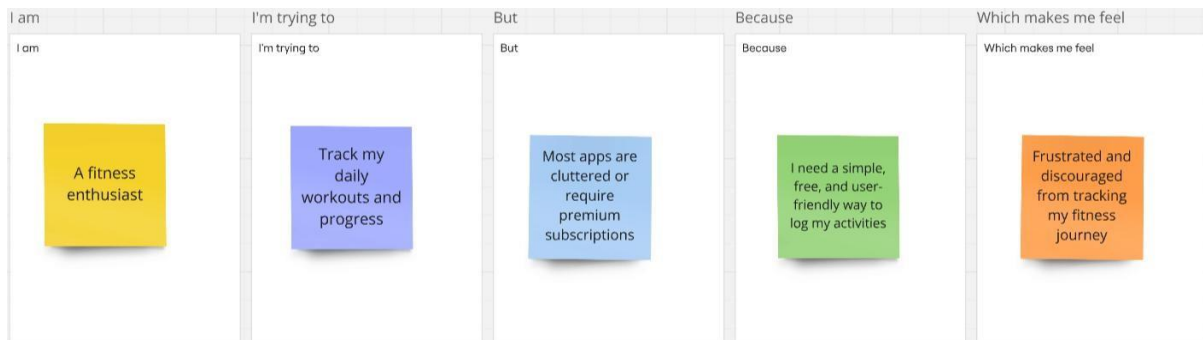 I am
I'm trying to
But
Because
Which makes me feel
I am
I'm trying to
But
Because
Which makes me feel
A fitness
enthusiast
Track my
daily
workouts and
progress
Most apps are
cluttered or
require
premium
subscriptions
I need a simple,
free, and user-
friendly way to
log my activities
Frustrated and
discouraged
from tracking
my fitness
journey